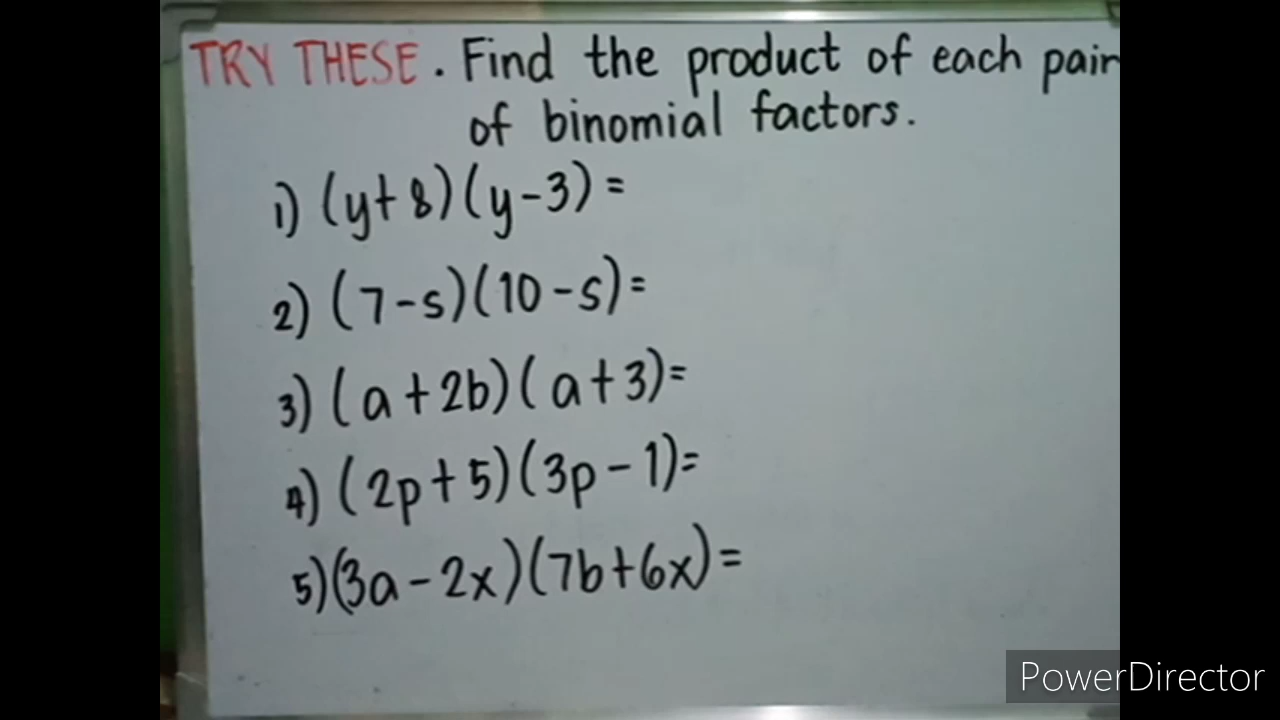 TRY THESE. Find the product of each pair
of binomial factors.
1) (y+8)(y-3)=
2) (7-s)(10-s)=
3) (a+2b)(a+3)=
4) (2p+5)(3p-1)=
5)(3a-2x)(7b+6x)=
PowerDirector